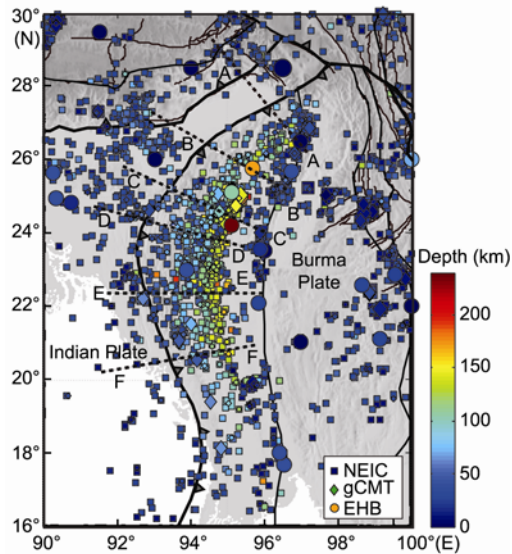 30°
(N)
28°
26°
24°
22°
20°
18°
16°
90
92
94
96
98
100
(E)
A
A
B
B
C
C
D
D
E
E
F
F
Burma
Plate
Indian Plate
Depth (km)
200
150
100
50
0
NEIC
gCMT
EHB